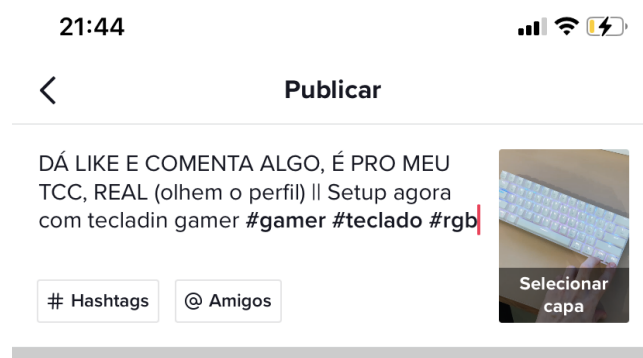 21:44
Publicar
DÁ LIKE E COMENTA ALGO, É PRO MEU
TCC, REAL (olhem o perfil) || Setup agora
com tecladin gamer #gamer #teclado #rgb
Selecionar
capa
# Hashtags
@ Amigos